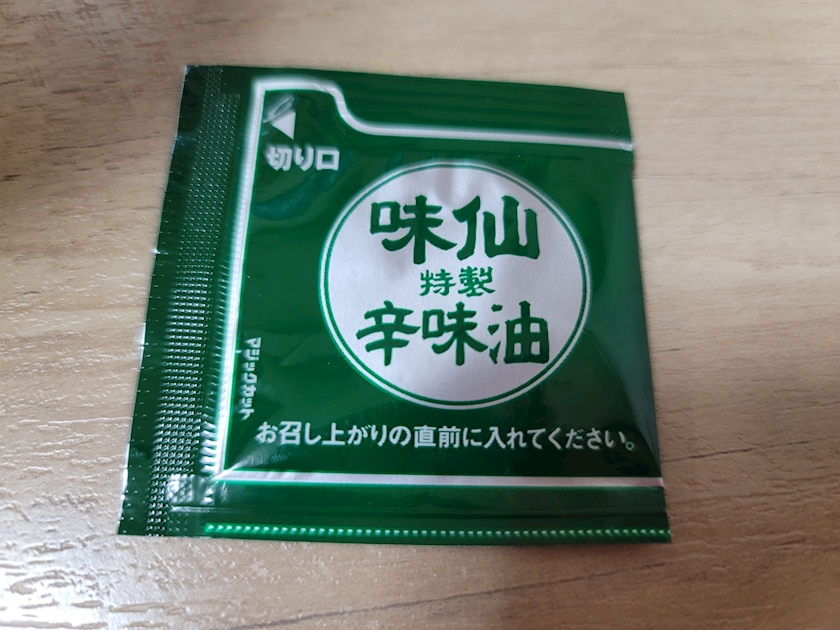 切り口
味仙
特製
辛味油
マジックカット
お召し上がりの直前に入れてください。